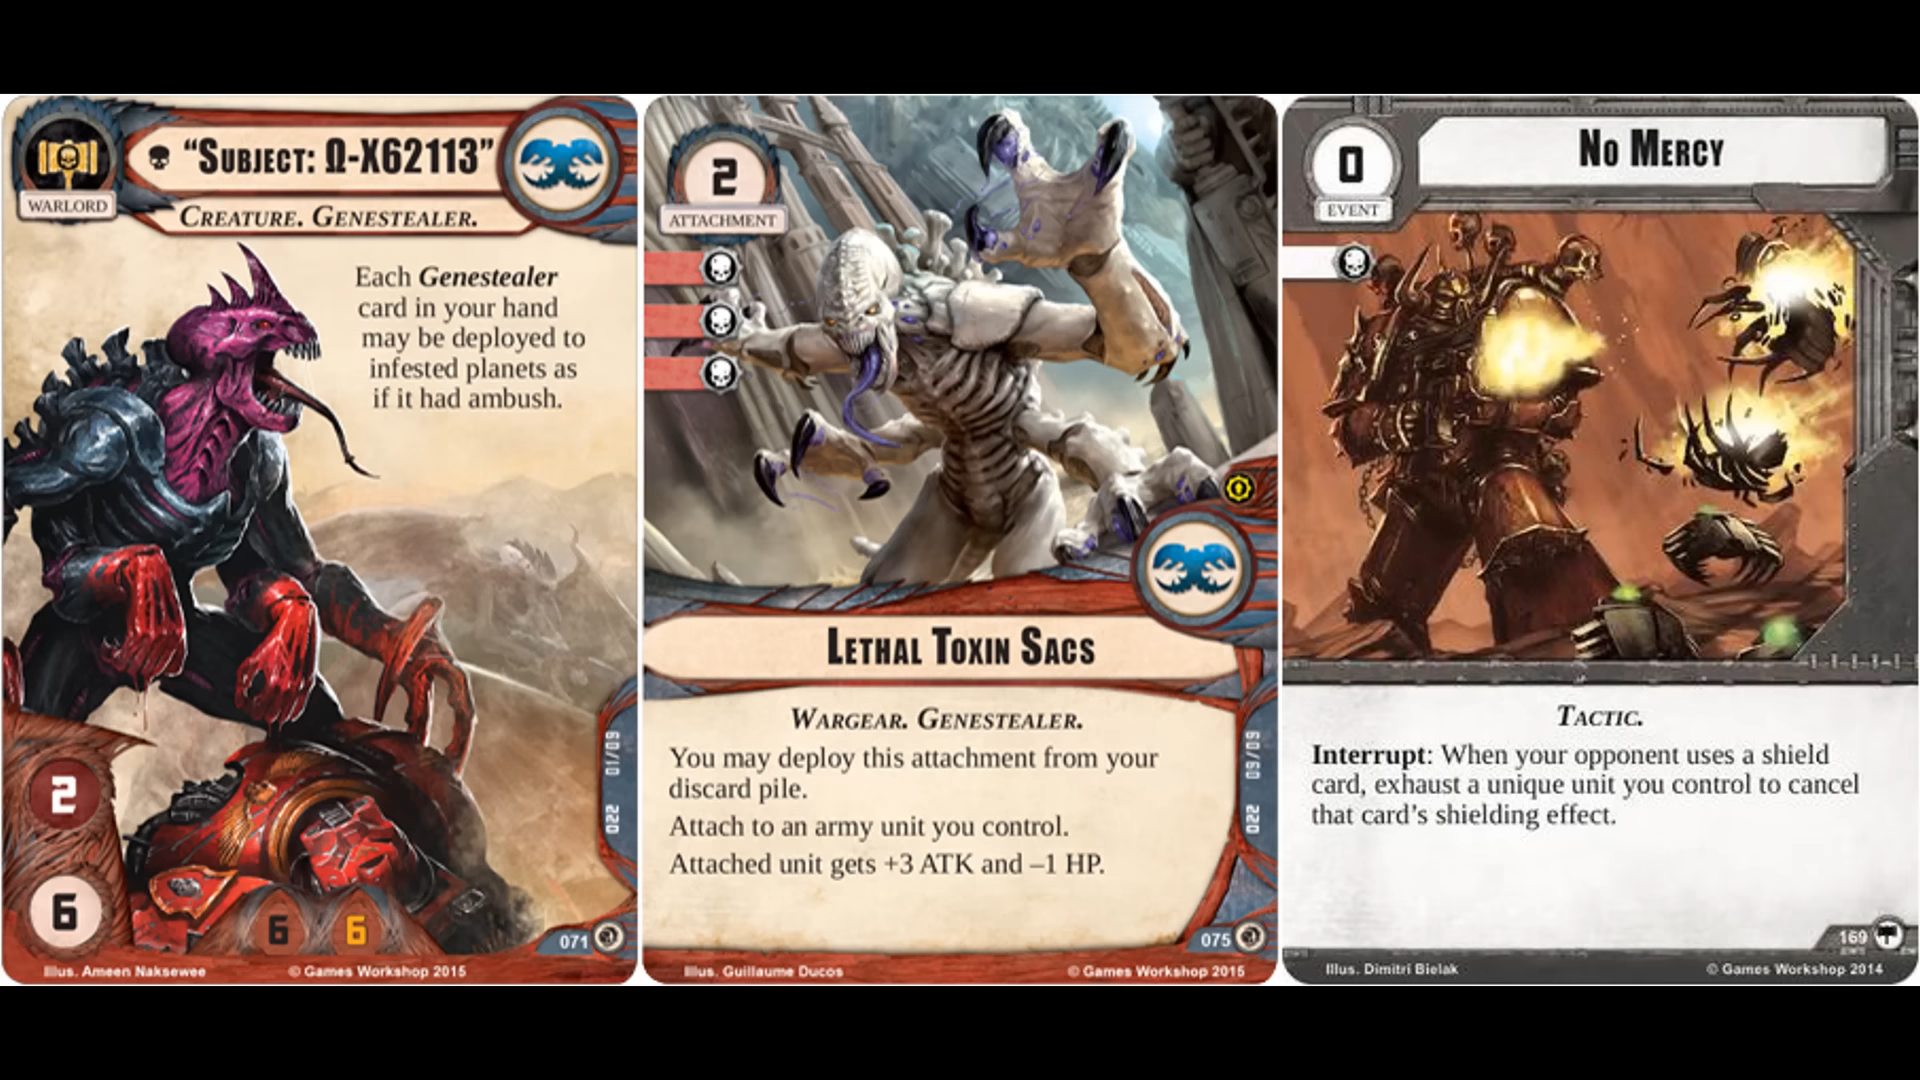 WARLORD
“SUBJECT: Ω-X62113”
CREATURE. GENESTEALER.
Each Genestealer
card in your hand
may be deployed to
infested planets as
if it had ambush.
2
6
6
6
01/09
022
071
Illus. Ameen Naksewee
© Games Workshop 2015
2
ATTACHMENT
LETHAL TOXIN SACS
WARGEAR. GENESTEALER.
You may deploy this attachment from your
discard pile.
Attach to an army unit you control.
Attached unit gets +3 ATK and –1 HP.
022
075
Illus. Guillaume Ducos
© Games Workshop 2015
0
EVENT
NO MERCY
TACTIC.
Interrupt: When your opponent uses a shield
card, exhaust a unique unit you control to cancel
that card’s shielding effect.
169
Illus. Dimitri Bielak
© Games Workshop 2014